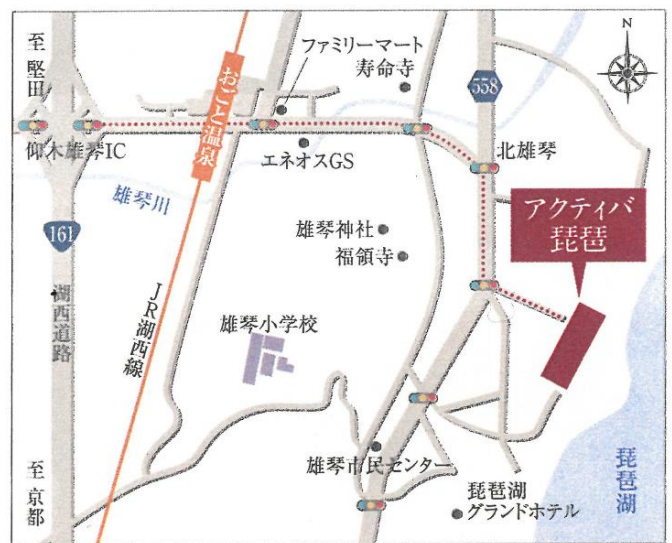 至 堅田
ファミリーマート
寿命寺
N
558
おごと温泉
仰木雄琴IC
エネオスGS
北雄琴
雄琴川
アクティバ
琵琶
161
雄琴神社
福領寺
湖西道路
JR湖西線
雄琴小学校
至 京都
雄琴市民センター
琵琶湖
グランドホテル
琵琶湖